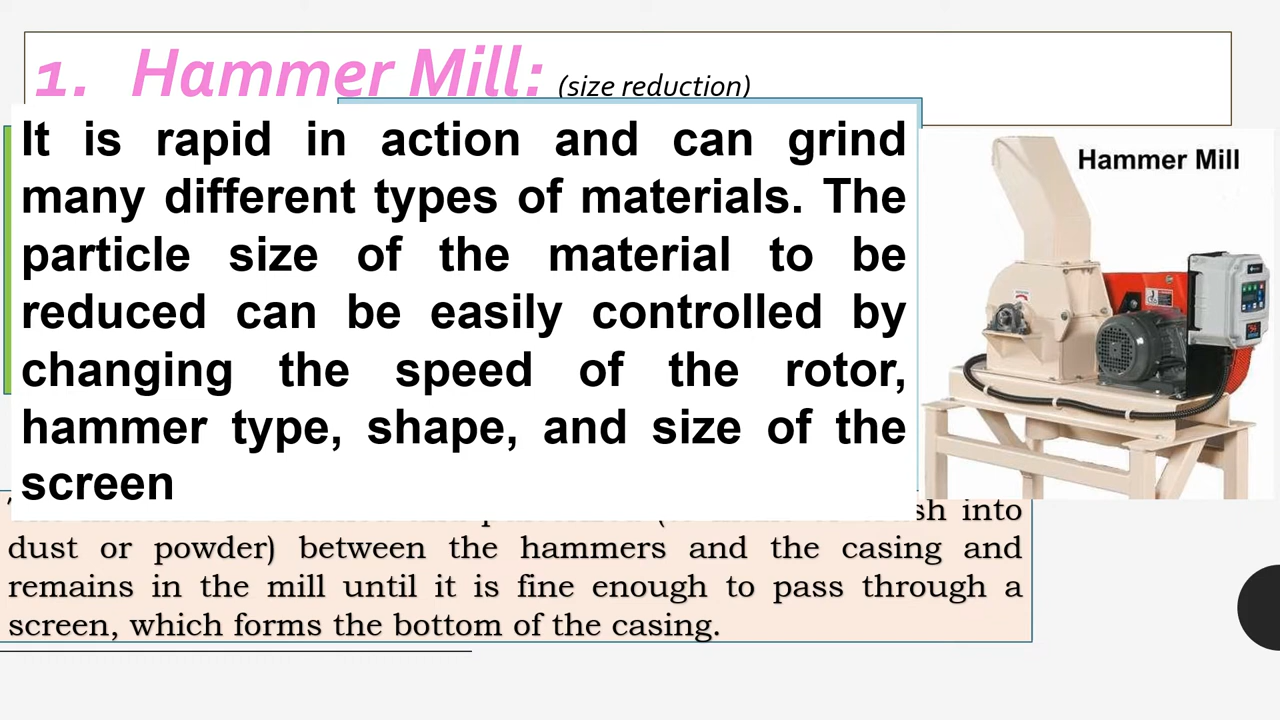 1. Hammer Mill: (size reduction)
It is rapid in action and can grind
many different types of materials. The
particle size of the material to be
reduced can be easily controlled by
changing the speed of the rotor,
hammer type, shape, and size of the
screen
Hammer Mill
into
dust or powder) between the hammers and the casing and
remains in the mill until it is fine enough to pass through a
screen, which forms the bottom of the casing.